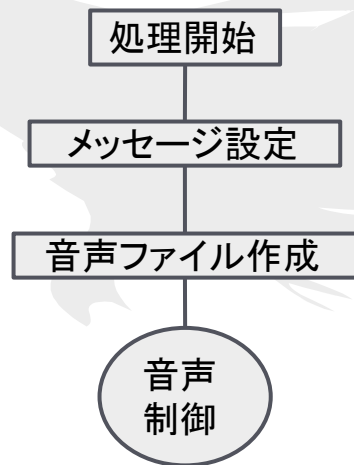 処理開始
メッセージ設定
音声ファイル作成
音声
制御